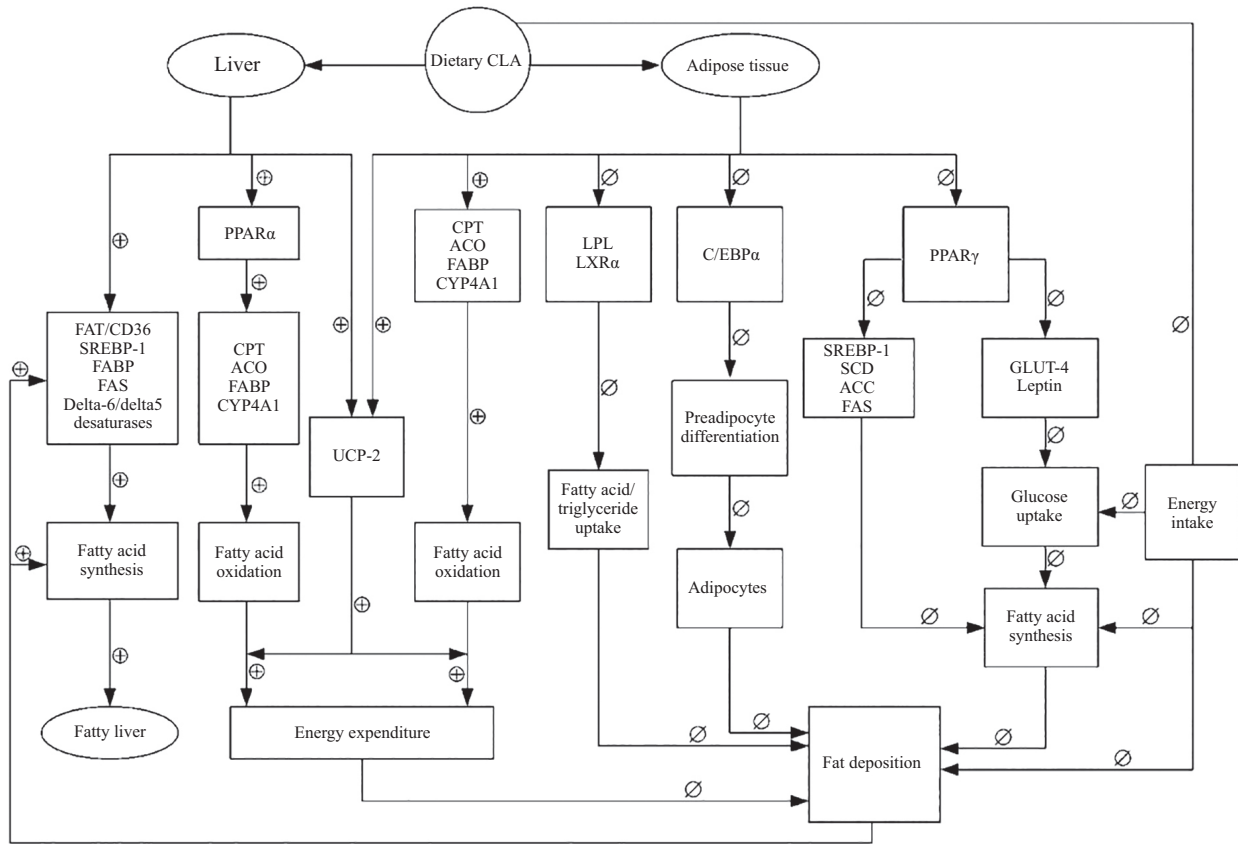 Dietary CLA
Liver
Adipose tissue
PPARα
CPT
ACO
FABP
CYP4A1
LPL
LXRα
C/EBPα
PPARγ
FAT/CD36
SREBP-1
FABP
FAS
Delta-6/delta5
desaturases
CPT
ACO
FABP
CYP4A1
UCP-2
Preadipocyte
differentiation
SREBP-1
SCD
ACC
FAS
GLUT-4
Leptin
Fatty acid/
triglyceride
uptake
Glucose
uptake
Energy
intake
Fatty acid
synthesis
Fatty acid
oxidation
Fatty acid
oxidation
Adipocytes
Fatty acid
synthesis
Fatty liver
Energy expenditure
Fat deposition